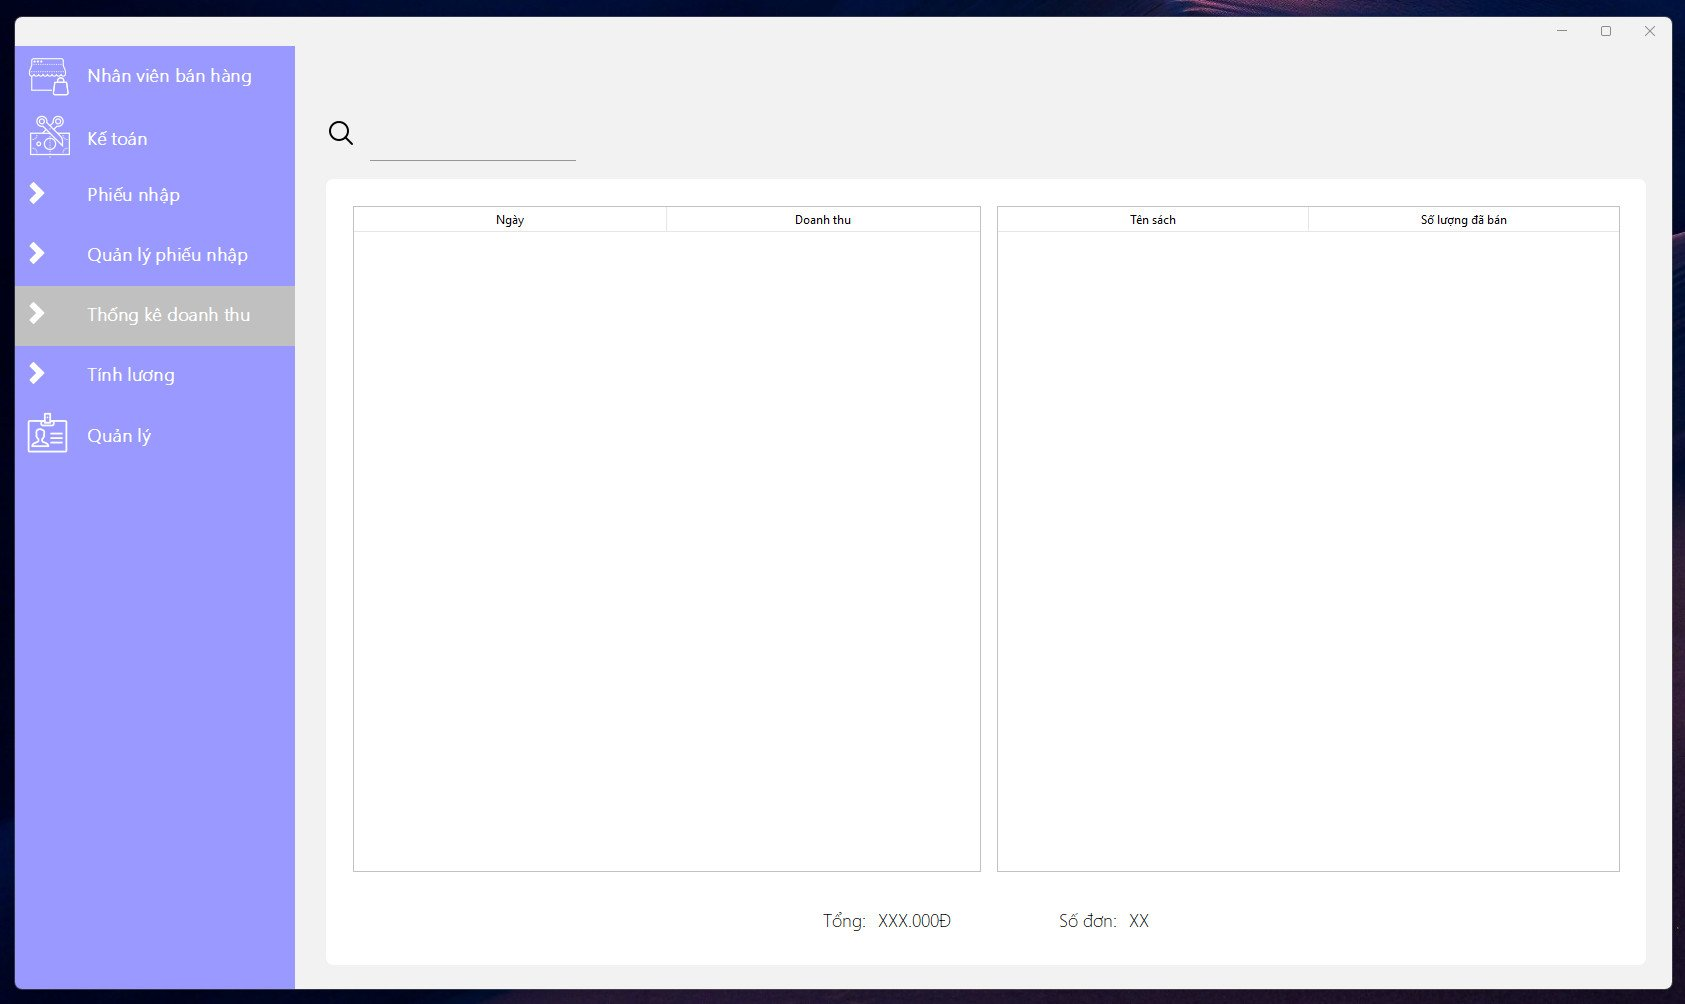 Nhân viên bán hàng
Kế toán
Phiếu nhập
Quản lý phiếu nhập
Thống kê doanh thu
Tính lương
Quản lý
Ngày Doanh thu
Tên sách Số lượng đã bán
Tổng: XXX.000Đ Số đơn: XX